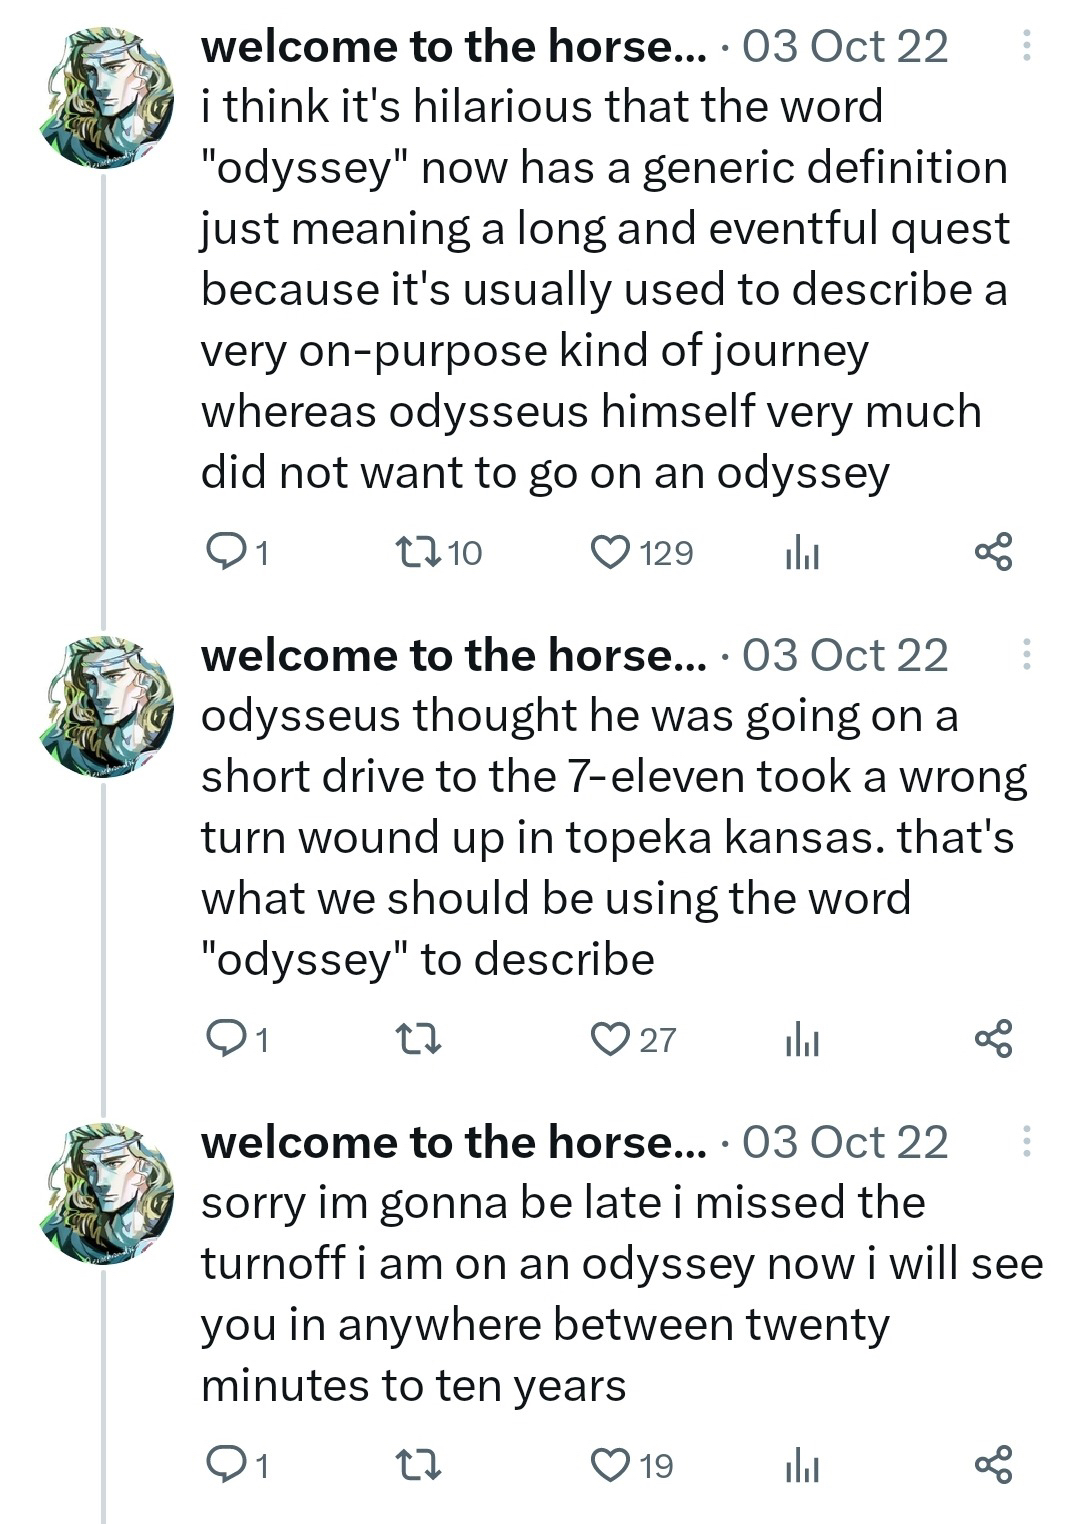 welcome to the horse... · 03 Oct 22
i think it's hilarious that the word
"odyssey" now has a generic definition
just meaning a long and eventful quest
because it's usually used to describe a
very on-purpose kind of journey
whereas odysseus himself very much
did not want to go on an odyssey
1 10 129
welcome to the horse... · 03 Oct 22
odysseus thought he was going on a
short drive to the 7-eleven took a wrong
turn wound up in topeka kansas. that's
what we should be using the word
"odyssey" to describe
1 27
welcome to the horse... · 03 Oct 22
sorry im gonna be late i missed the
turnoff i am on an odyssey now i will see
you in anywhere between twenty
minutes to ten years
1 19